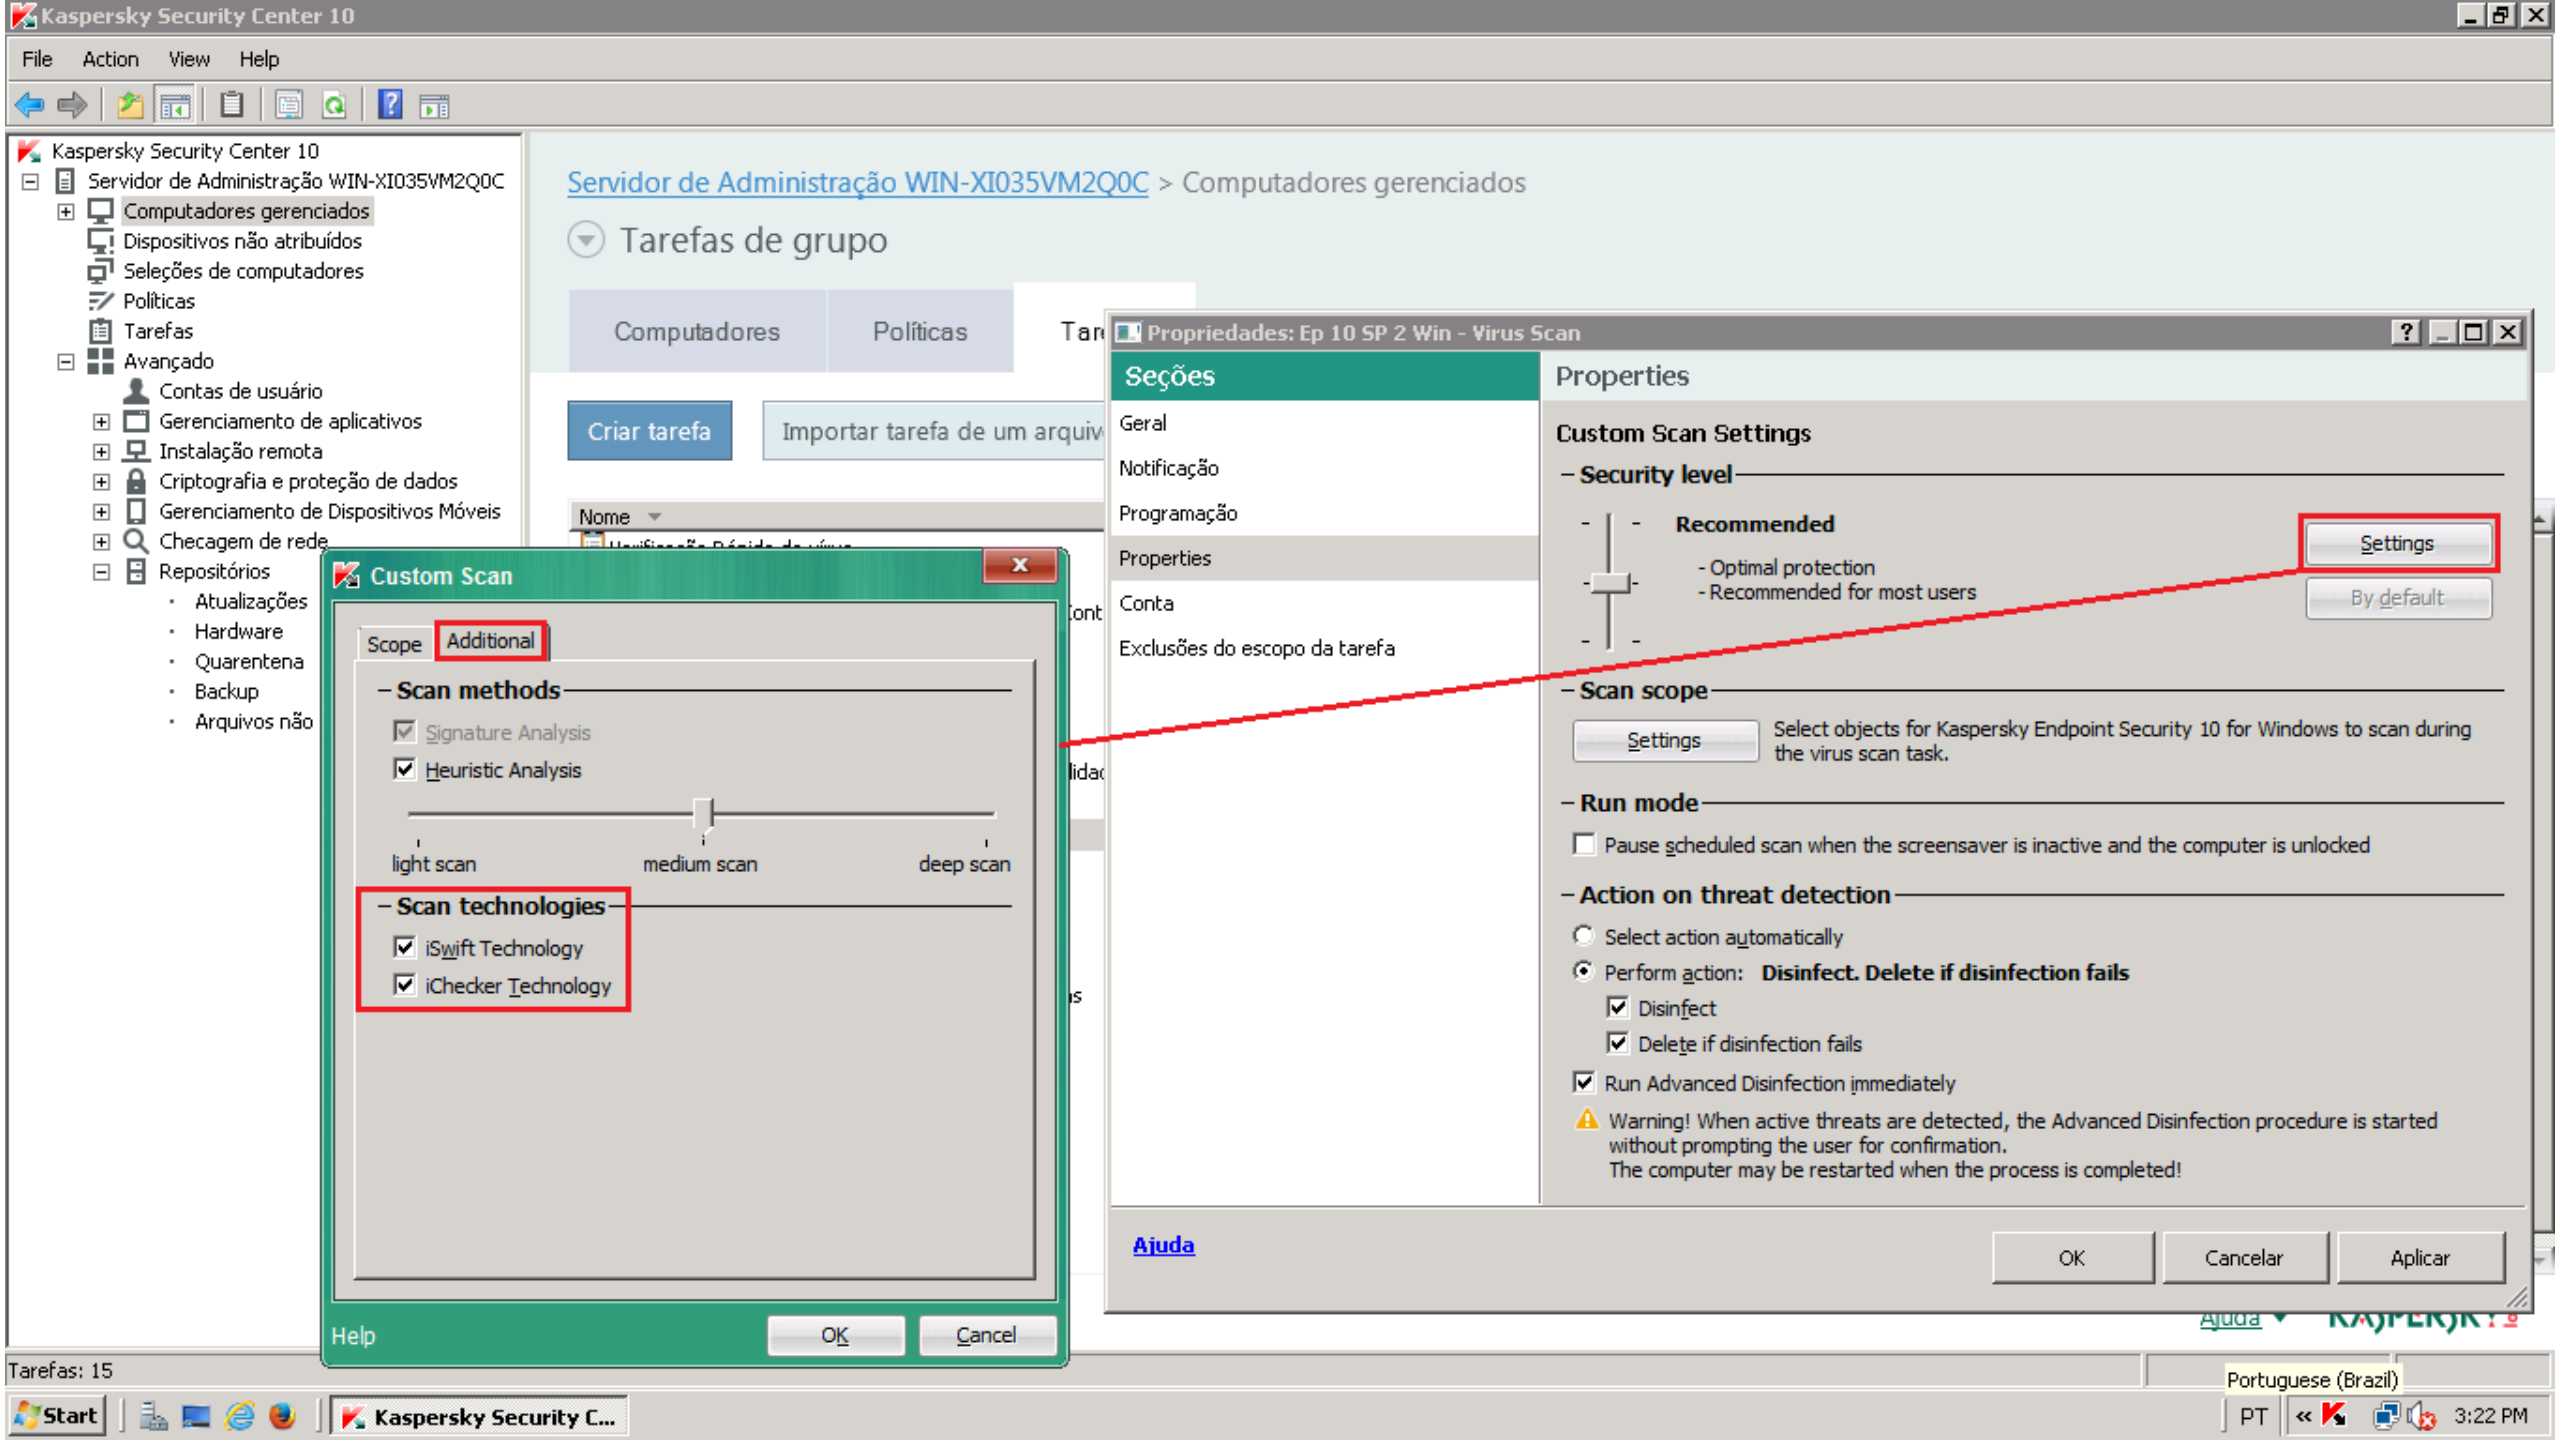 Kaspersky Security Center 10
File Action View Help
Kaspersky Security Center 10
Servidor de Administração WIN-XI035VM2Q0C
Computadores gerenciados
Dispositivos não atribuídos
Seleções de computadores
Políticas
Tarefas
Avançado
Contas de usuário
Gerenciamento de aplicativos
Instalação remota
Criptografia e proteção de dados
Gerenciamento de Dispositivos Móveis
Checagem de rede
Repositórios
Atualizações
Hardware
Quarentena
Backup
Arquivos não
Servidor de Administração WIN-XI035VM2Q0C > Computadores gerenciados
Tarefas de grupo
Computadores Políticas Tare
Criar tarefa Importar tarefa de um arquiv
Nome
Custom Scan
Scope Additional
Scan methods
Signature Analysis
Heuristic Analysis
light scan medium scan deep scan
Scan technologies
iSwift Technology
iChecker Technology
Help OK Cancel
Propriedades: Ep 10 SP 2 Win - Virus Scan
Seções
Geral
Notificação
Programação
Properties
Conta
Exclusões do escopo da tarefa
Ajuda
Properties
Custom Scan Settings
Security level
Recommended
- Optimal protection
- Recommended for most users
Settings
By default
Scan scope
Settings
Select objects for Kaspersky Endpoint Security 10 for Windows to scan during
the virus scan task.
Run mode
Pause scheduled scan when the screensaver is inactive and the computer is unlocked
Action on threat detection
Select action automatically
Perform action: Disinfect. Delete if disinfection fails
Disinfect
Delete if disinfection fails
Run Advanced Disinfection immediately
Warning! When active threats are detected, the Advanced Disinfection procedure is started
without prompting the user for confirmation.
The computer may be restarted when the process is completed!
OK Cancelar Aplicar
Ajuda
Tarefas: 15
Portuguese (Brazil)
Start Kaspersky Security C... PT « 3:22 PM